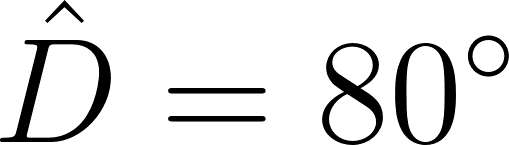 D̂ = 80°